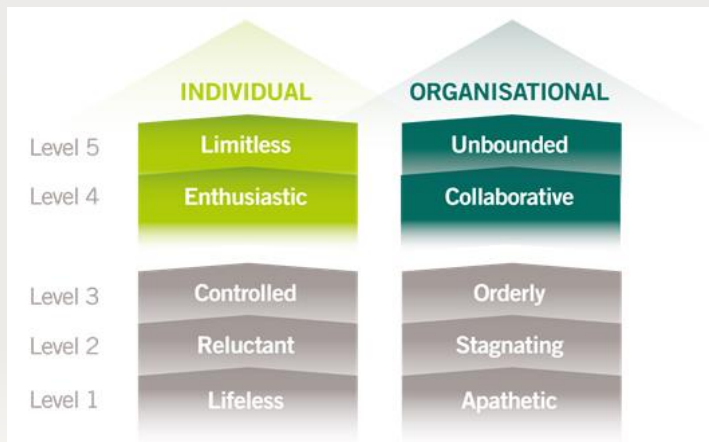 INDIVIDUAL ORGANISATIONAL
Level 5 Limitless Unbounded
Level 4 Enthusiastic Collaborative
Level 3 Controlled Orderly
Level 2 Reluctant Stagnating
Level 1 Lifeless Apathetic